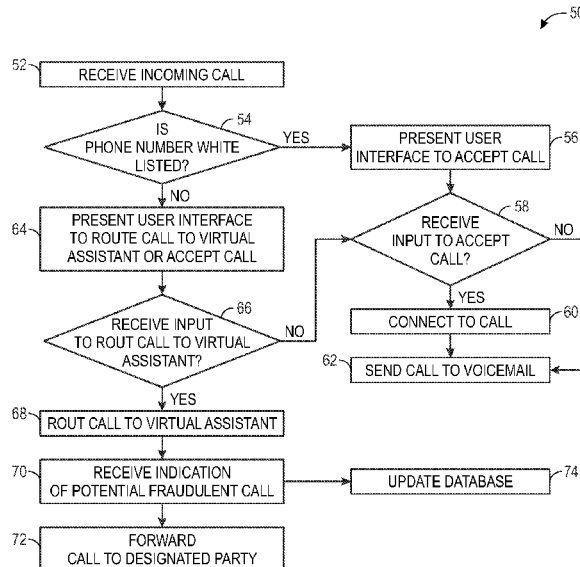 50
52
RECEIVE INCOMING CALL
54
IS
PHONE NUMBER WHITE
LISTED?
YES
NO
56
PRESENT USER
INTERFACE TO ACCEPT CALL
58
RECEIVE
INPUT TO ACCEPT
CALL?
NO
YES
60
CONNECT TO CALL
62
SEND CALL TO VOICEMAIL
64
PRESENT USER INTERFACE
TO ROUTE CALL TO VIRTUAL
ASSISTANT OR ACCEPT CALL
66
RECEIVE INPUT
TO ROUT CALL TO VIRTUAL
ASSISTANT?
NO
YES
68
ROUT CALL TO VIRTUAL ASSISTANT
70
RECEIVE INDICATION
OF POTENTIAL FRAUDULENT CALL
74
UPDATE DATABASE
72
FORWARD
CALL TO DESIGNATED PARTY